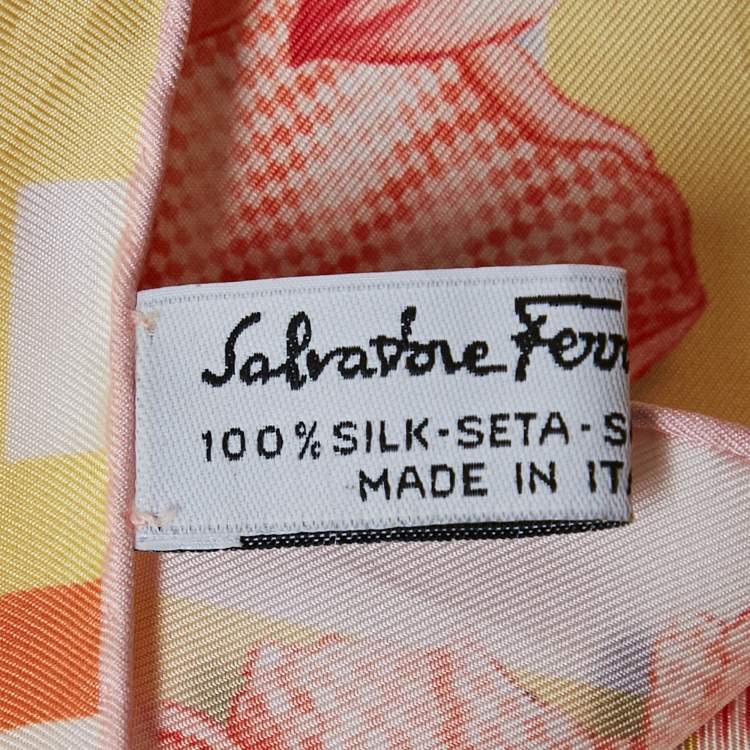 Salvatore Ferr
100% SILK-SETA-S
MADE IN ITA